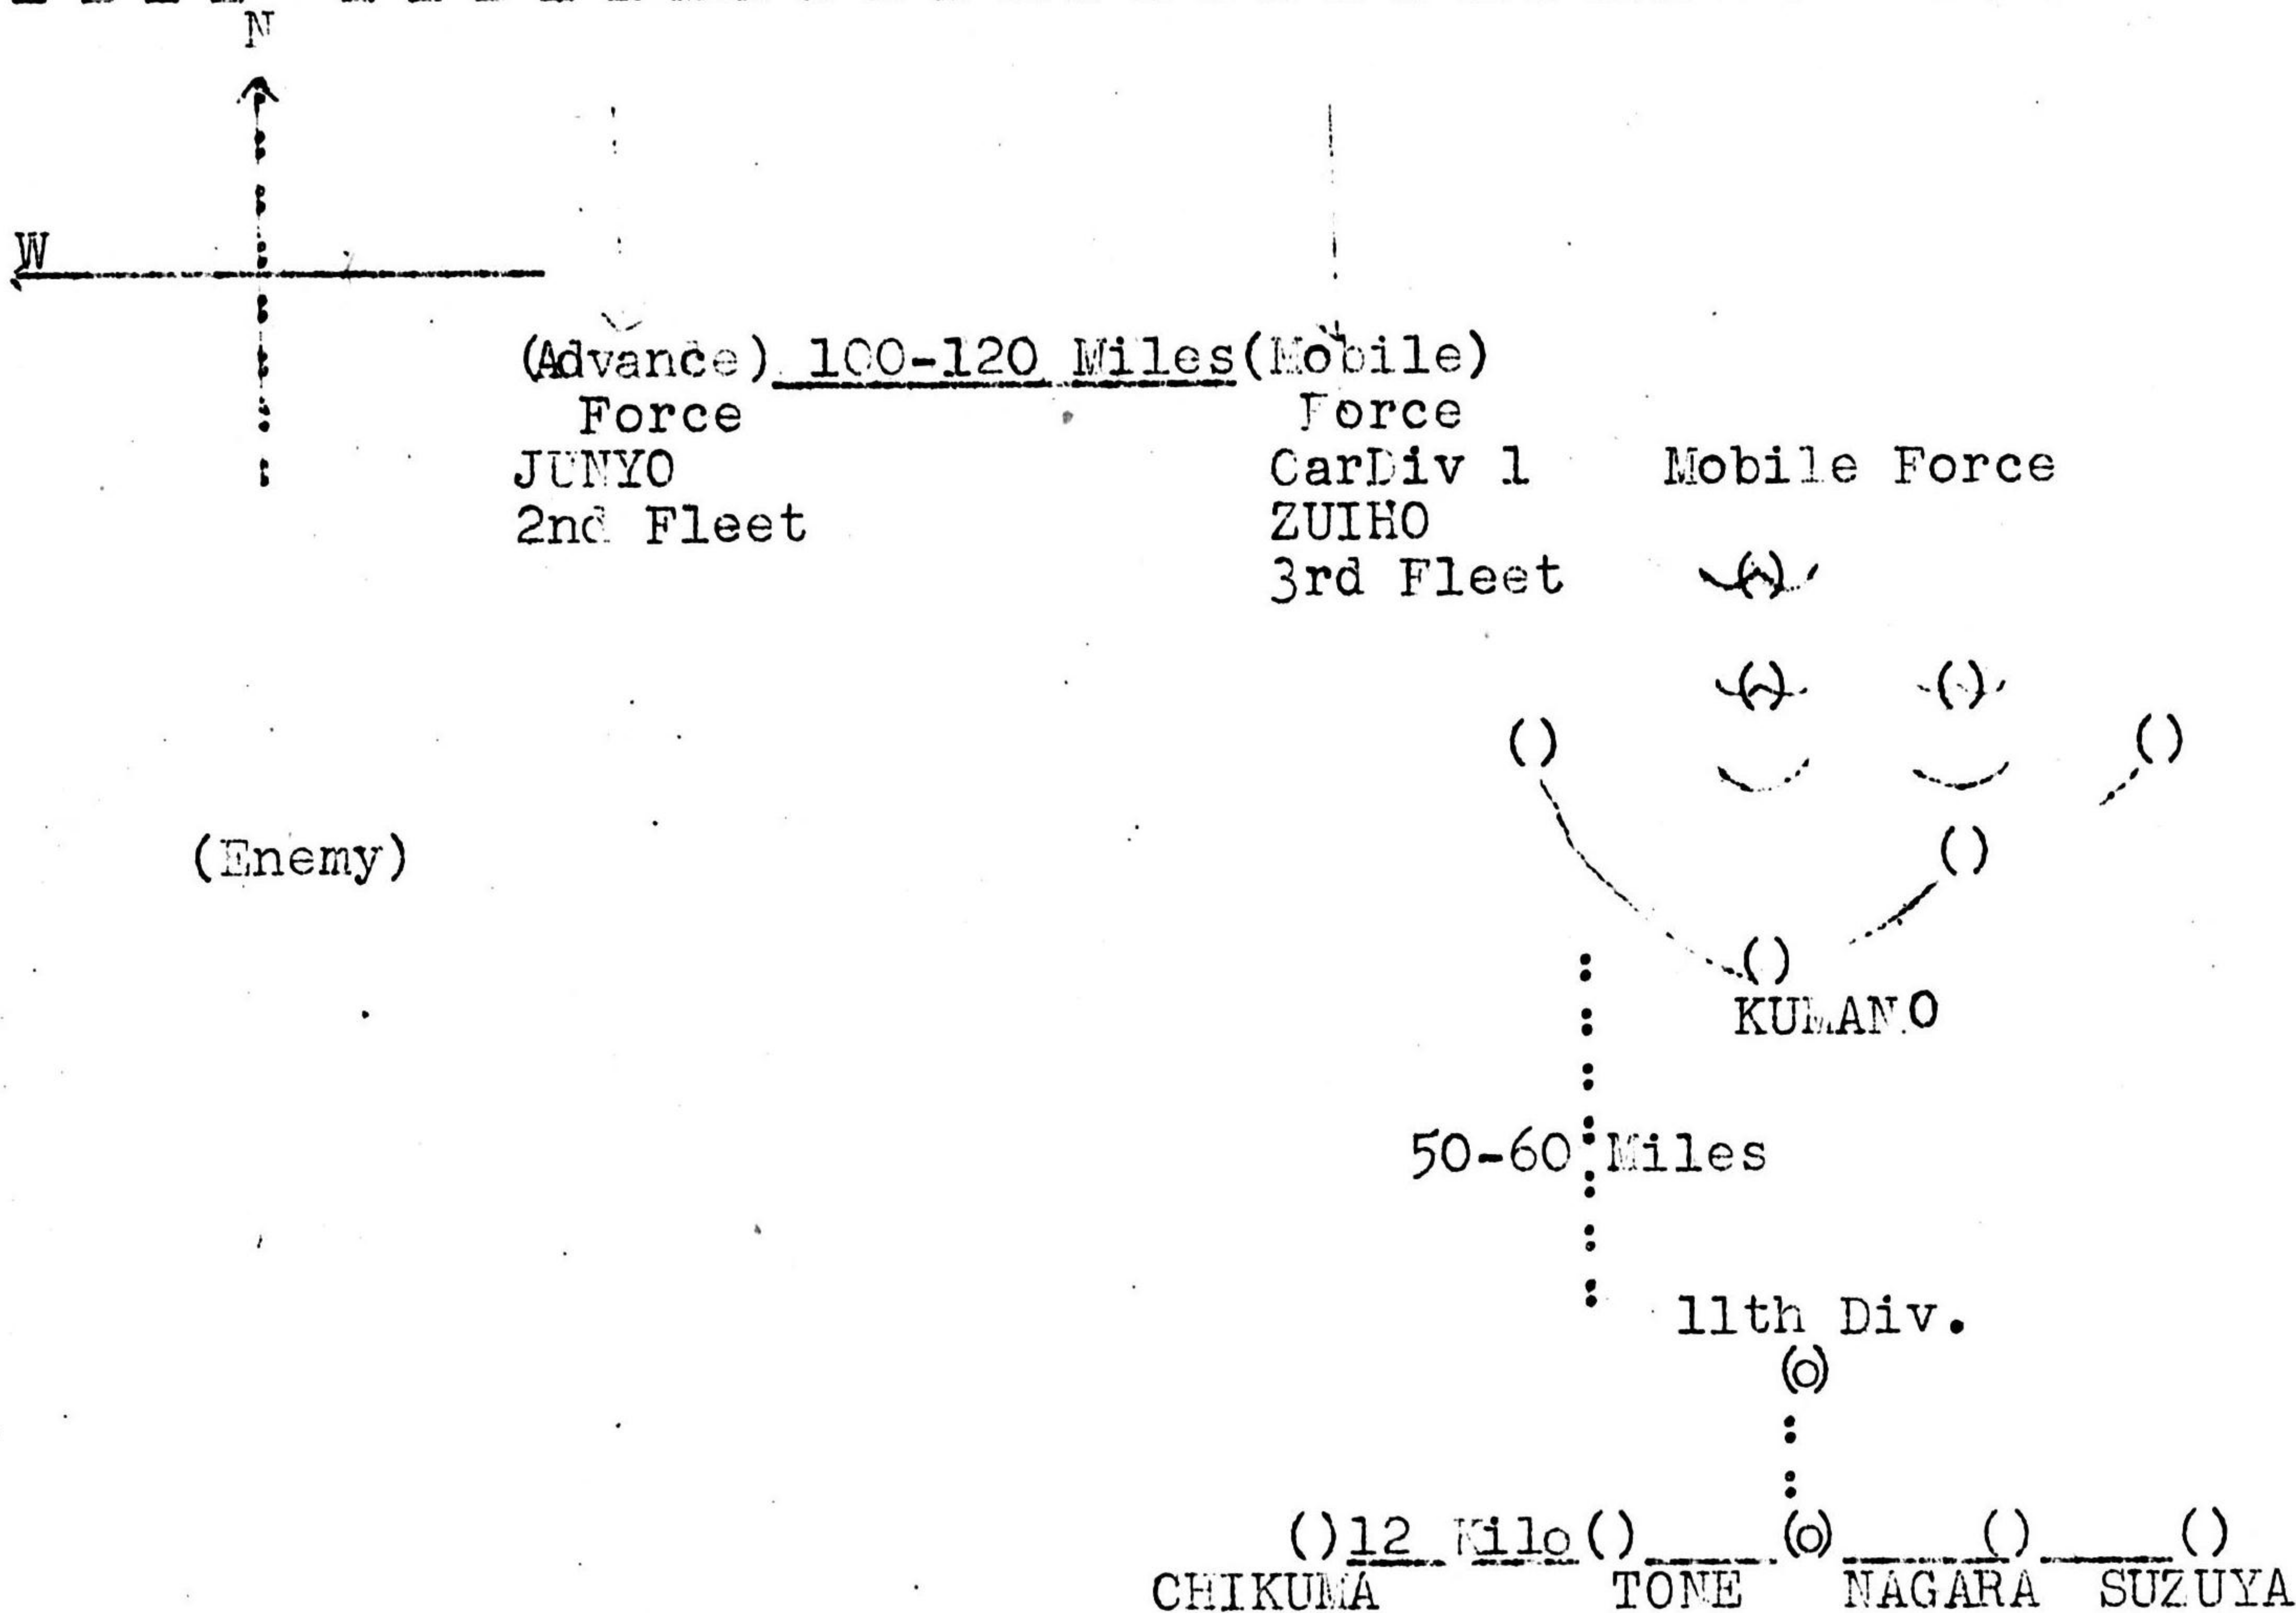 N
W
(Advance) 100-120 Miles (Mobile)
Force Force
JUNYO CarDiv 1 Mobile Force
2nd Fleet ZUIHO
3rd Fleet
(Enemy)
KUMANO
50-60 Miles
11th Div.
12 Kilo
CHIKUMA TONE NAGARA SUZUYA